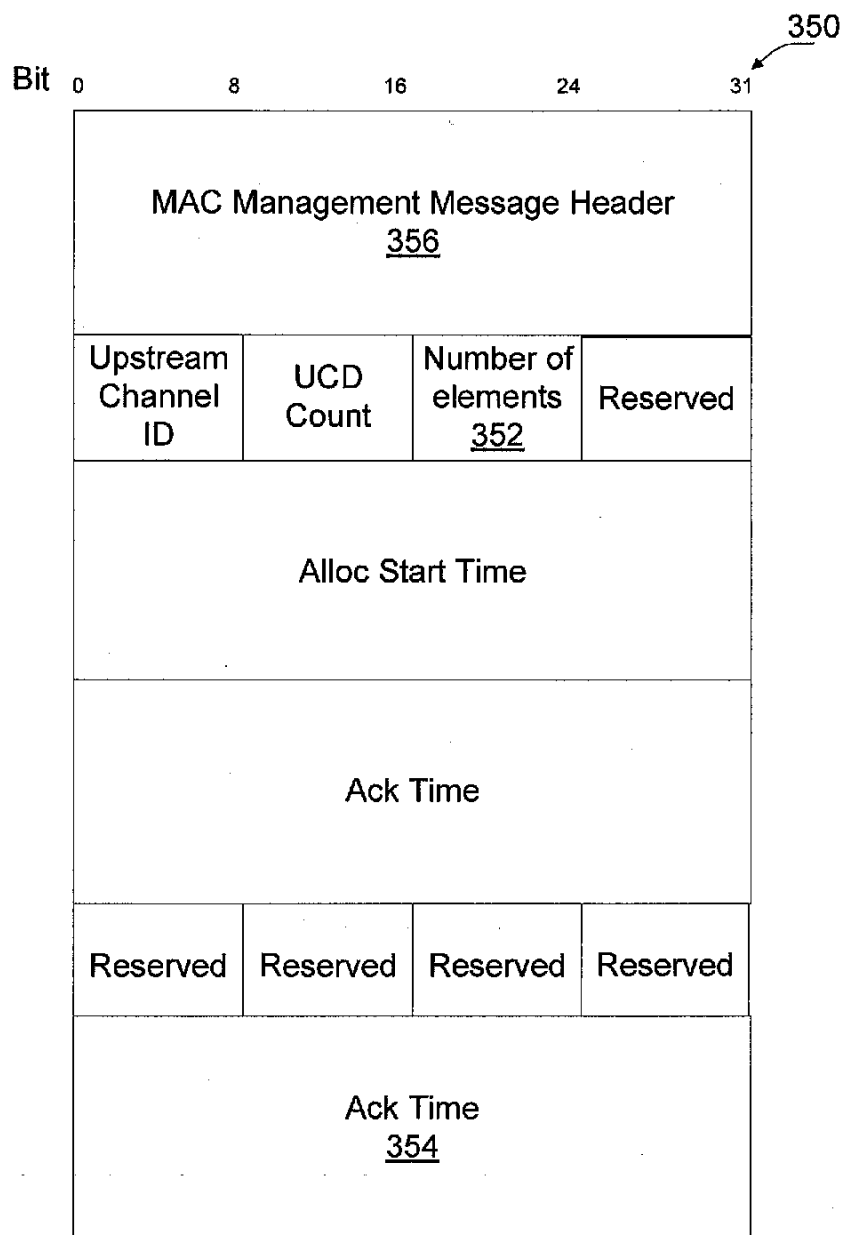 350
Bit 0 8 16 24 31
MAC Management Message Header
356
Upstream Channel ID
UCD Count
Number of elements 352
Reserved
Alloc Start Time
Ack Time
Reserved Reserved Reserved Reserved
Ack Time
354